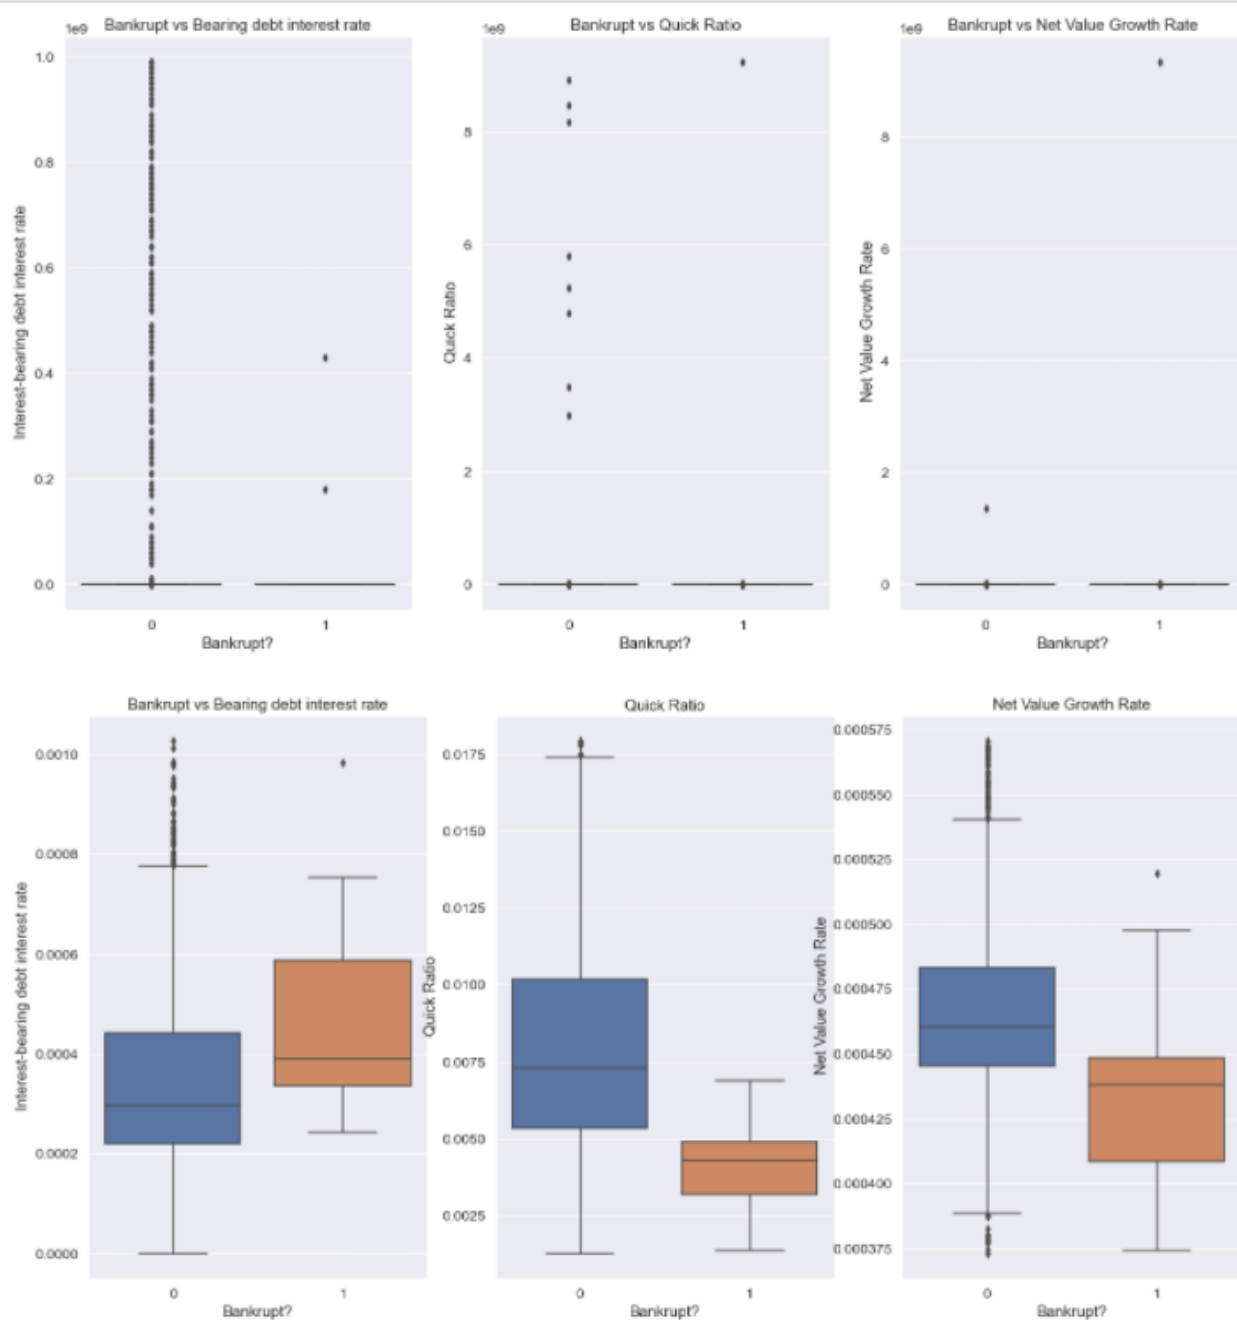 Bankrupt vs Bearing debt interest rate
1e9
1.0
0.8
0.6
0.4
0.2
0.0
Interest-bearing debt interest rate
0 1
Bankrupt?
Bankrupt vs Quick Ratio
1e9
8
6
4
2
0
Quick Ratio
0 1
Bankrupt?
Bankrupt vs Net Value Growth Rate
1e9
8
6
4
2
0
Net Value Growth Rate
0 1
Bankrupt?
Bankrupt vs Bearing debt interest rate
0.0010
0.0008
0.0006
0.0004
0.0002
0.0000
Interest-bearing debt interest rate
0 1
Bankrupt?
Quick Ratio
0.0175
0.0150
0.0125
0.0100
0.0075
0.0050
0.0025
Quick Ratio
0 1
Bankrupt?
Net Value Growth Rate
0.000575
0.000550
0.000525
0.000500
0.000475
0.000450
0.000425
0.000400
0.000375
Net Value Growth Rate
0 1
Bankrupt?